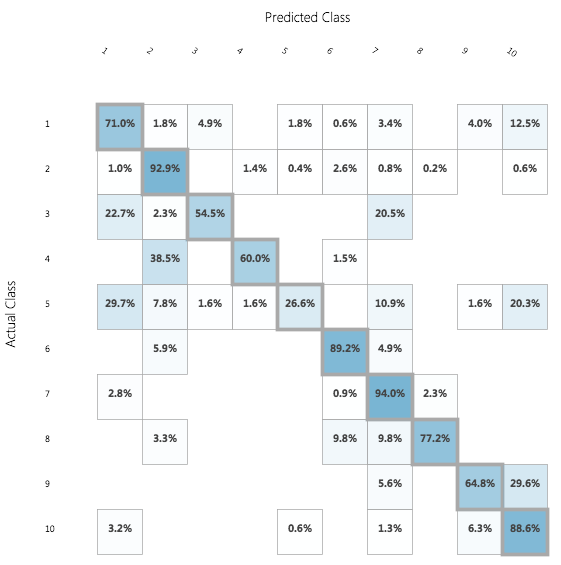 Predicted Class
1 2 3 4 5 6 7 8 9 10
Actual Class
1 71.0% 1.8% 4.9% 1.8% 0.6% 3.4% 4.0% 12.5%
2 1.0% 92.9% 1.4% 0.4% 2.6% 0.8% 0.2% 0.6%
3 22.7% 2.3% 54.5% 20.5%
4 38.5% 60.0% 1.5%
5 29.7% 7.8% 1.6% 1.6% 26.6% 10.9% 1.6% 20.3%
6 5.9% 89.2% 4.9%
7 2.8% 0.9% 94.0% 2.3%
8 3.3% 9.8% 9.8% 77.2%
9 5.6% 64.8% 29.6%
10 3.2% 0.6% 1.3% 6.3% 88.6%